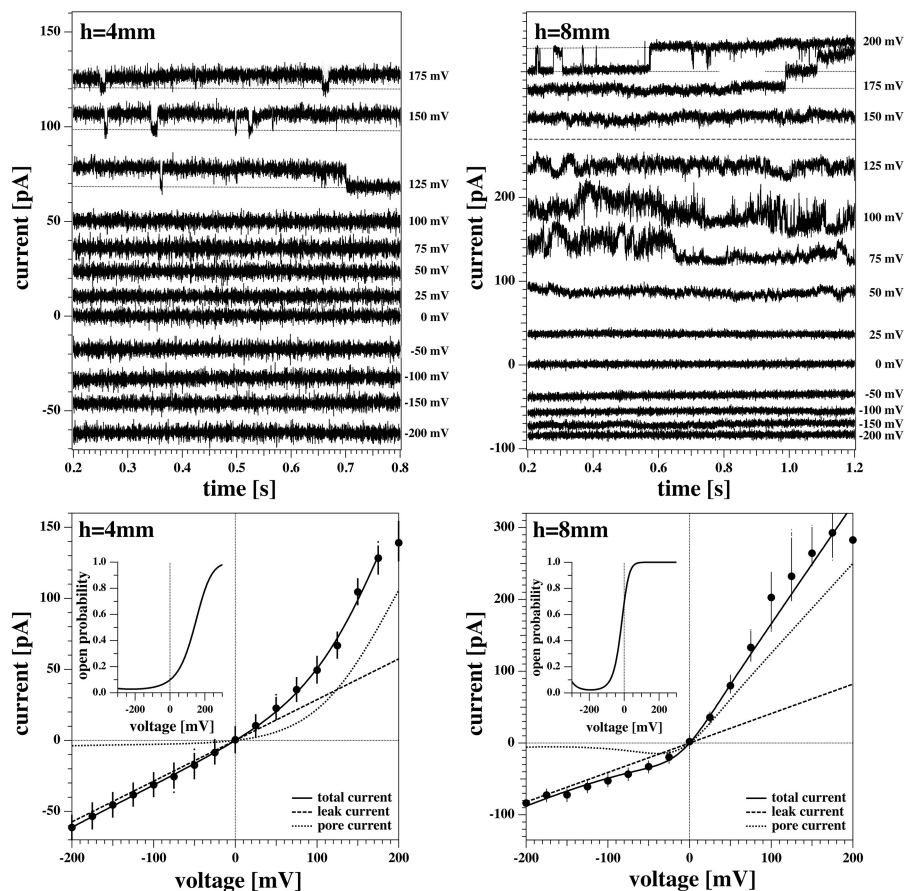 h=4mm
150
100
50
0
-50
current [pA]
175 mV
150 mV
125 mV
100 mV
75 mV
50 mV
25 mV
0 mV
-50 mV
-100 mV
-150 mV
-200 mV
0.2 0.3 0.4 0.5 0.6 0.7 0.8
time [s]
h=8mm
200
100
0
-100
current [pA]
200 mV
175 mV
150 mV
125 mV
100 mV
75 mV
50 mV
25 mV
0 mV
-50 mV
-100 mV
-150 mV
-200 mV
0.2 0.4 0.6 0.8 1.0 1.2
time [s]
h=4mm
150
100
50
0
-50
current [pA]
1.0
0.8
0.6
0.4
0.2
0.0
open probability
-200 0 200
voltage [mV]
total current
leak current
pore current
-200 -100 0 100 200
voltage [mV]
h=8mm
300
200
100
0
-100
current [pA]
1.0
0.8
0.6
0.4
0.2
0.0
open probability
-200 0 200
voltage [mV]
total current
leak current
pore current
-200 -100 0 100 200
voltage [mV]